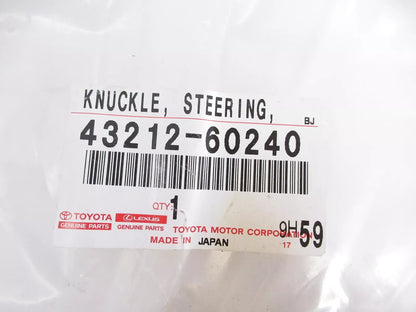 KNUCKLE, STEERING, BJ
43212-60240
QTY: 1
TOYOTA LEXUS 9H59
GENUINE PARTS GENUINE PARTS TOYOTA MOTOR CORPORATION
MADE IN JAPAN 17